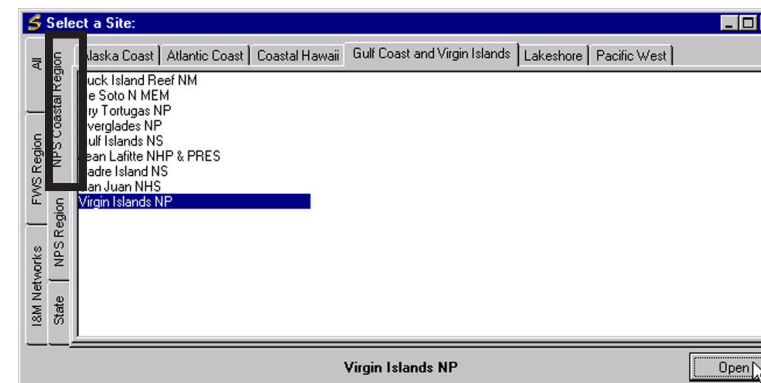 Select a Site:
All
FWS Region
I&M Networks
NPS Coastal Region
NPS Region
State
Alaska Coast
Atlantic Coast
Coastal Hawaii
Gulf Coast and Virgin Islands
Lakeshore
Pacific West
uck Island Reef NM
e Soto N MEM
ry Tortugas NP
verglades NP
ulf Islands NS
ean Lafitte NHP & PRES
adre Island NS
an Juan NHS
Virgin Islands NP
Virgin Islands NP
Open